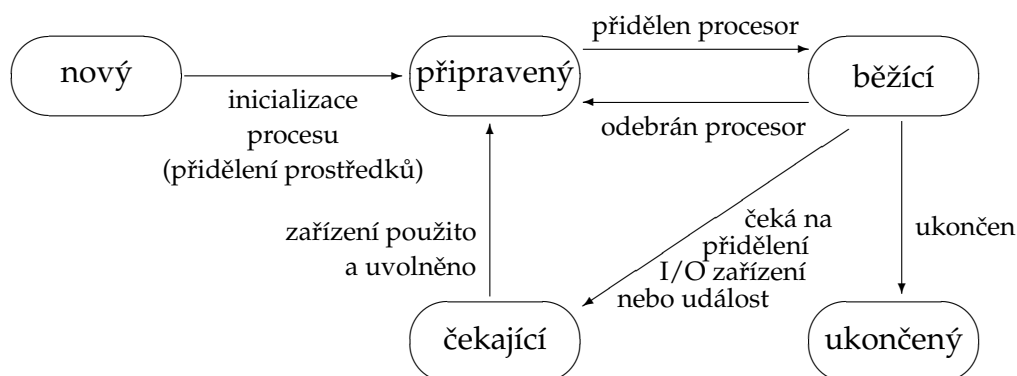 přidělen procesor
nový
připravený
běžící
inicializace
procesu
(přidělení prostředků)
odebrán procesor
zařízení použito
a uvolněno
čeká na
přidělení
I/O zařízení
nebo událost
ukončen
čekající
ukončený